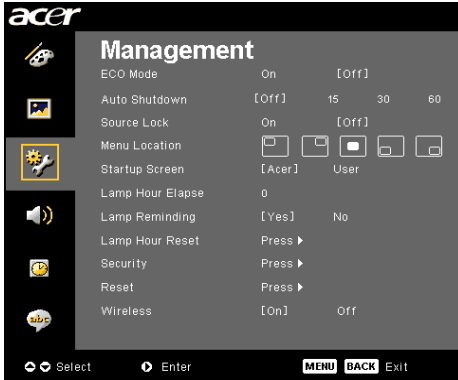 acer
Management
ECO Mode On [Off]
Auto Shutdown [Off] 15 30 60
Source Lock On [Off]
Menu Location
Startup Screen [Acer] User
Lamp Hour Elapse 0
Lamp Reminding [Yes] No
Lamp Hour Reset Press
Security Press
Reset Press
abc
Wireless [On] Off
Select Enter MENU BACK Exit